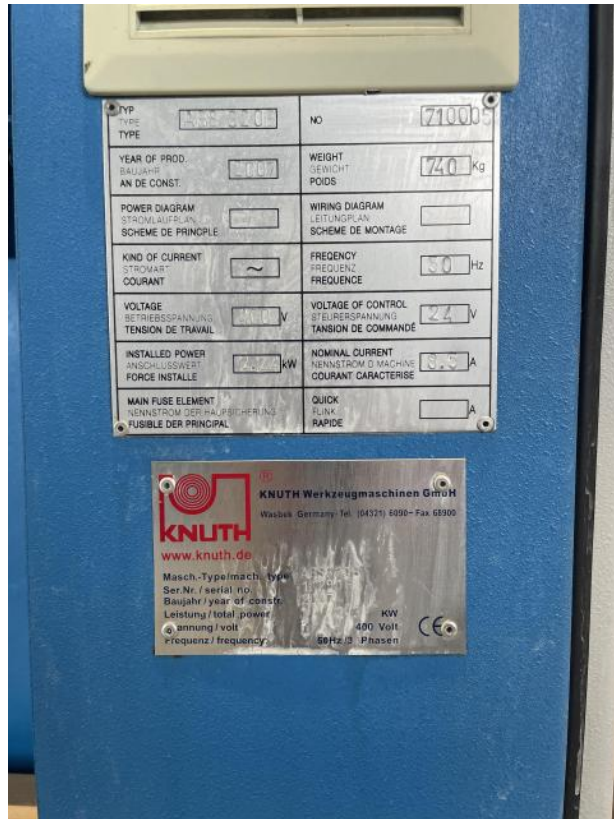 TYP
TYPE
TYPE
NO
YEAR OF PROD.
BAUJAHR
AN DE CONST.
2007
WEIGHT
GEWICHT
POIDS
740 Kg
POWER DIAGRAM
STROMLAUFPLAN
SCHEME DE PRINCPLE
WIRING DIAGRAM
LEITUNGPLAN
SCHEME DE MONTAGE
KIND OF CURRENT
STROMART
COURANT
~
FREQENCY
FREQUENZ
FREQUENCE
50 Hz
VOLTAGE
BETRIEBSSPANNUNG
TENSION DE TRAVAIL
V
VOLTAGE OF CONTROL
STEURERSPANNUNG
TANSION DE COMMANDÉ
24 V
INSTALLED POWER
ANSCHLUSSWERT
FORCE INSTALLE
kW
NOMINAL CURRENT
NENNSTROM D MACHINE
COURANT CARACTERISE
A
MAIN FUSE ELEMENT
NENNSTROM DER HAUPSICHERUNG
FUSIBLE DER PRINCIPAL
QUICK
FLINK
RAPIDE
A
®
KNUTH
www.knuth.de
KNUTH Werkzeugmaschinen GmbH
Wasbek Germany Tel. (04321) 6090-Fax 68900
Masch.-Type/mach. type
Ser.Nr. / serial no.
Baujahr / year of constr.
Leistung / total power KW
/ volt 400 Volt
Frequenz / frequency 50Hz/3 Phasen
CE